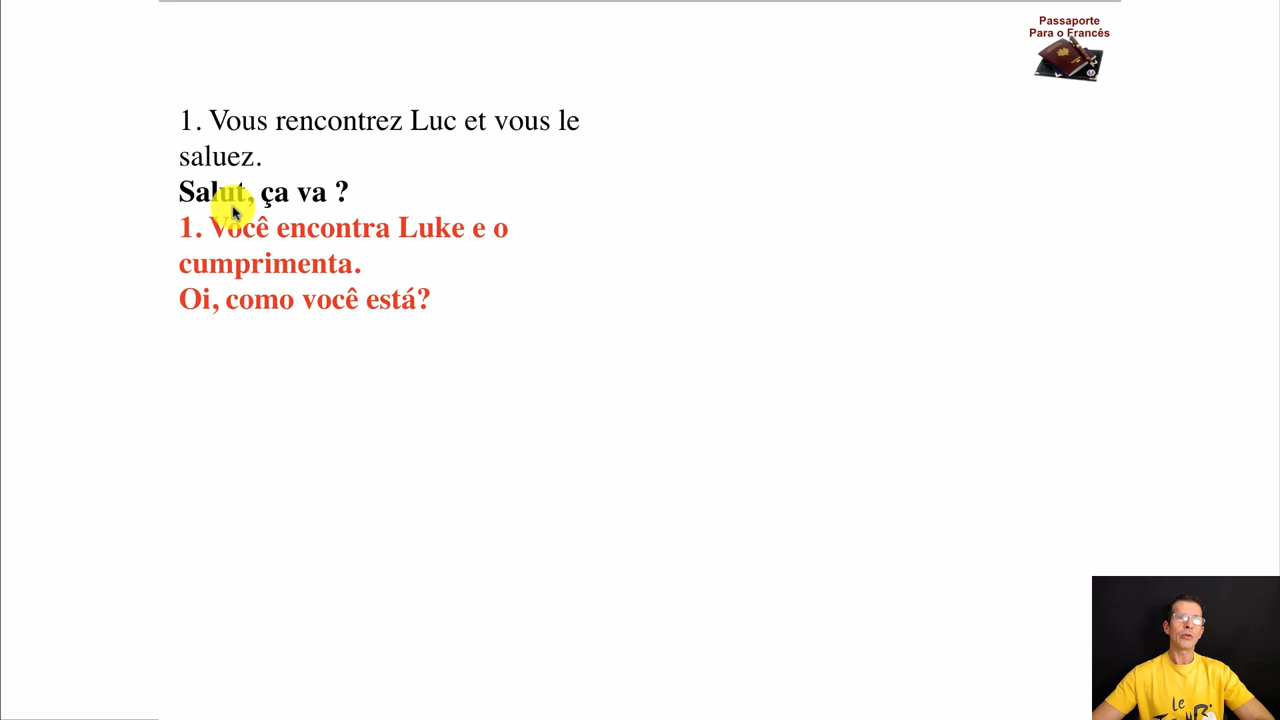 Passaporte
Para o Francês
1. Vous rencontrez Luc et vous le
saluez.
Salut, ça va ?
1. Você encontra Luke e o
cumprimenta.
Oi, como você está?
Le